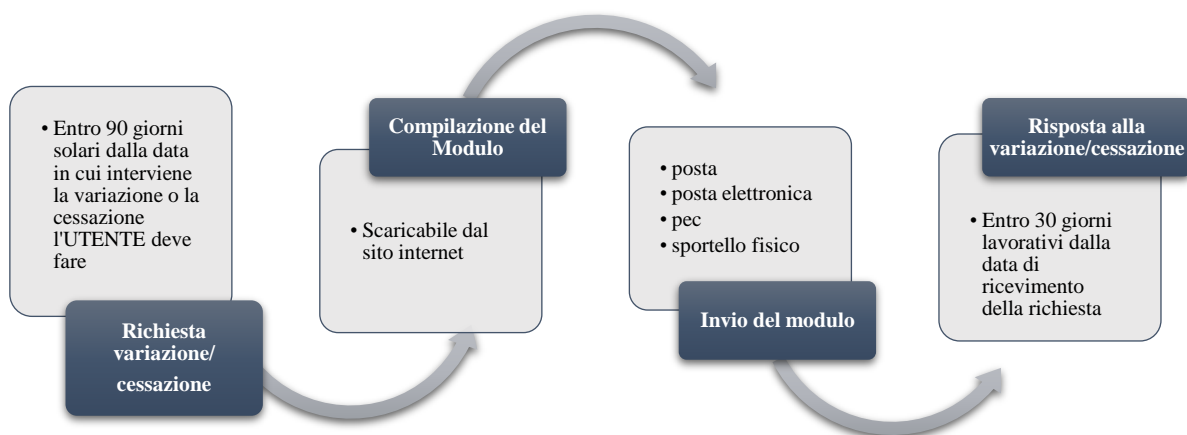 • Entro 90 giorni
solari dalla data
in cui interviene
la variazione o la
cessazione
l'UTENTE deve
fare
Richiesta
variazione/
cessazione
Compilazione del
Modulo
• Scaricabile dal
sito internet
• posta
• posta elettronica
• pec
• sportello fisico
Invio del modulo
Risposta alla
variazione/cessazione
• Entro 30 giorni
lavorativi dalla
data di
ricevimento
della richiesta